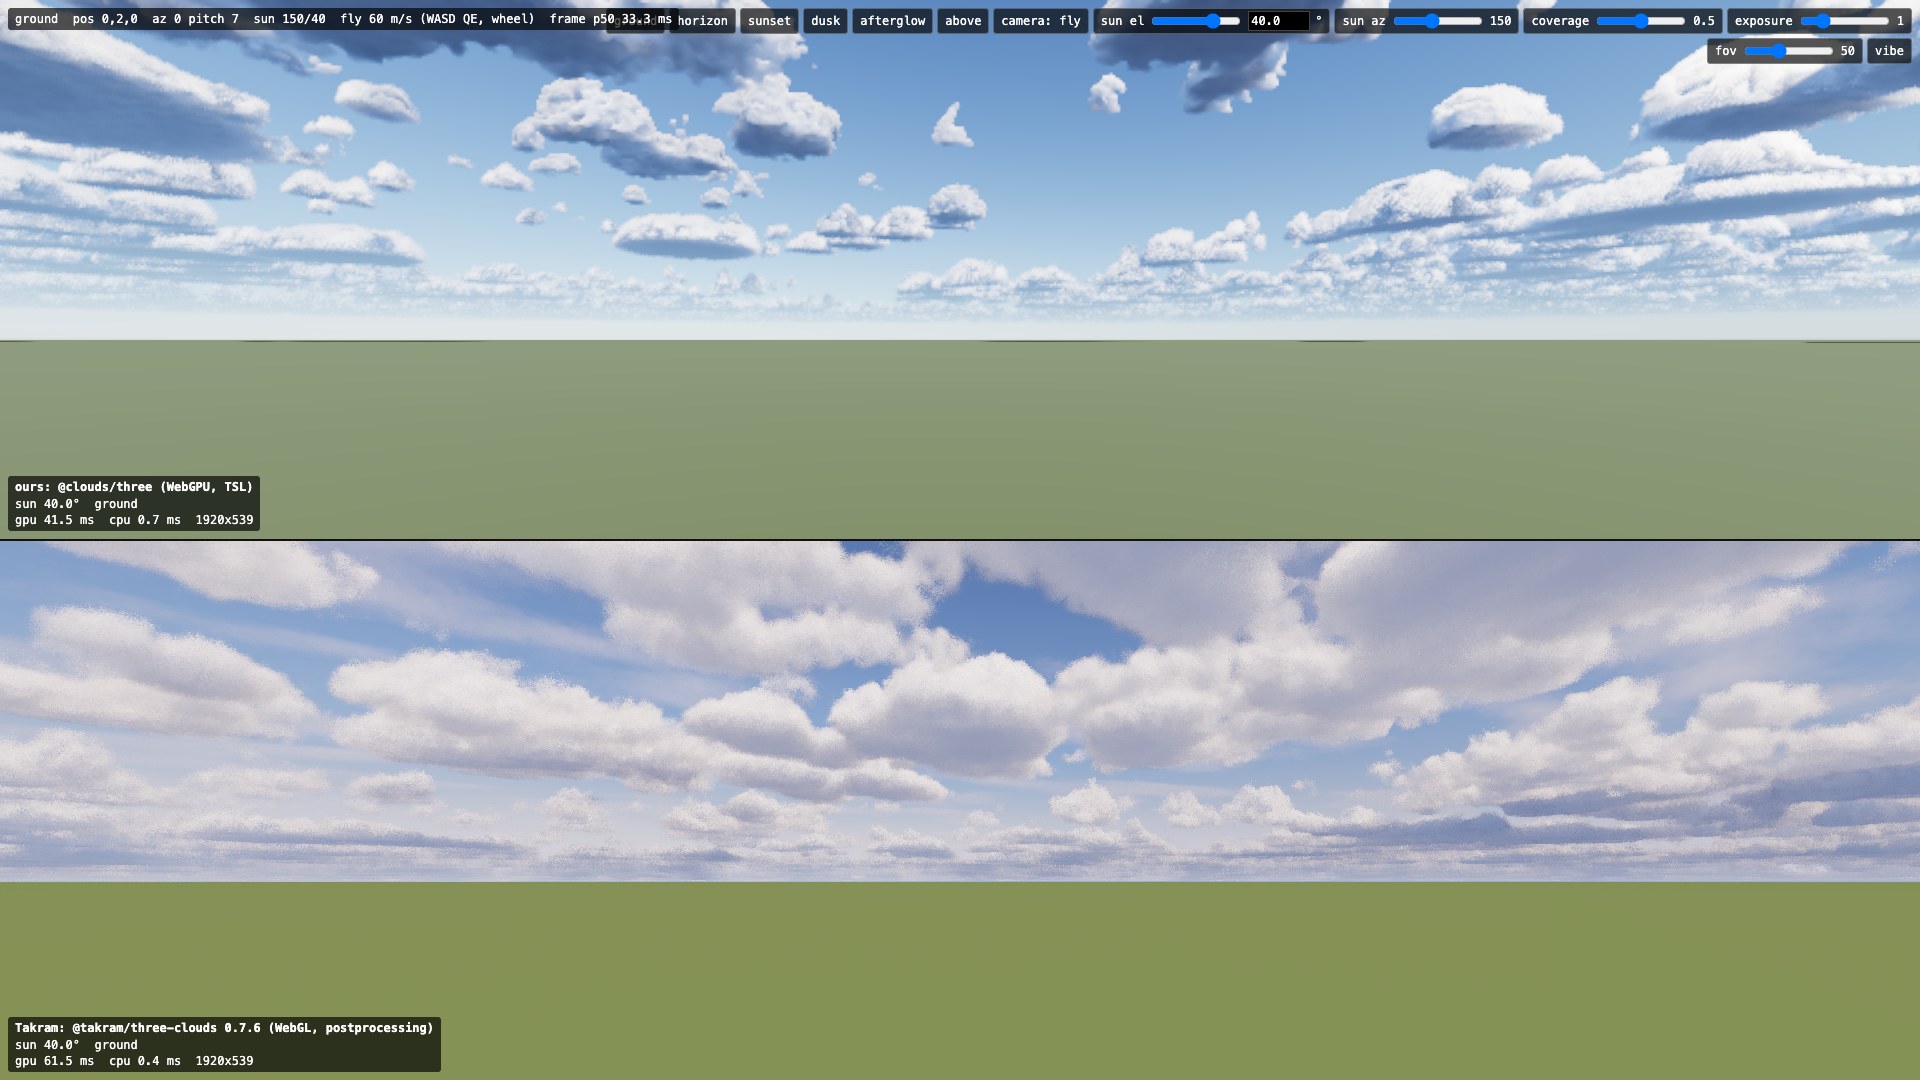 ground pos 0,2,0 az 0 pitch 7 sun 150/40 fly 60 m/s (WASD QE, wheel) frame p50 33.3 ms
horizon sunset dusk afterglow above camera: fly sun el 40.0 ° sun az 150 coverage 0.5 exposure 1
fov 50 vibe
ours: @clouds/three (WebGPU, TSL)
sun 40.0° ground
gpu 41.5 ms cpu 0.7 ms 1920x539
Takram: @takram/three-clouds 0.7.6 (WebGL, postprocessing)
sun 40.0° ground
gpu 61.5 ms cpu 0.4 ms 1920x539